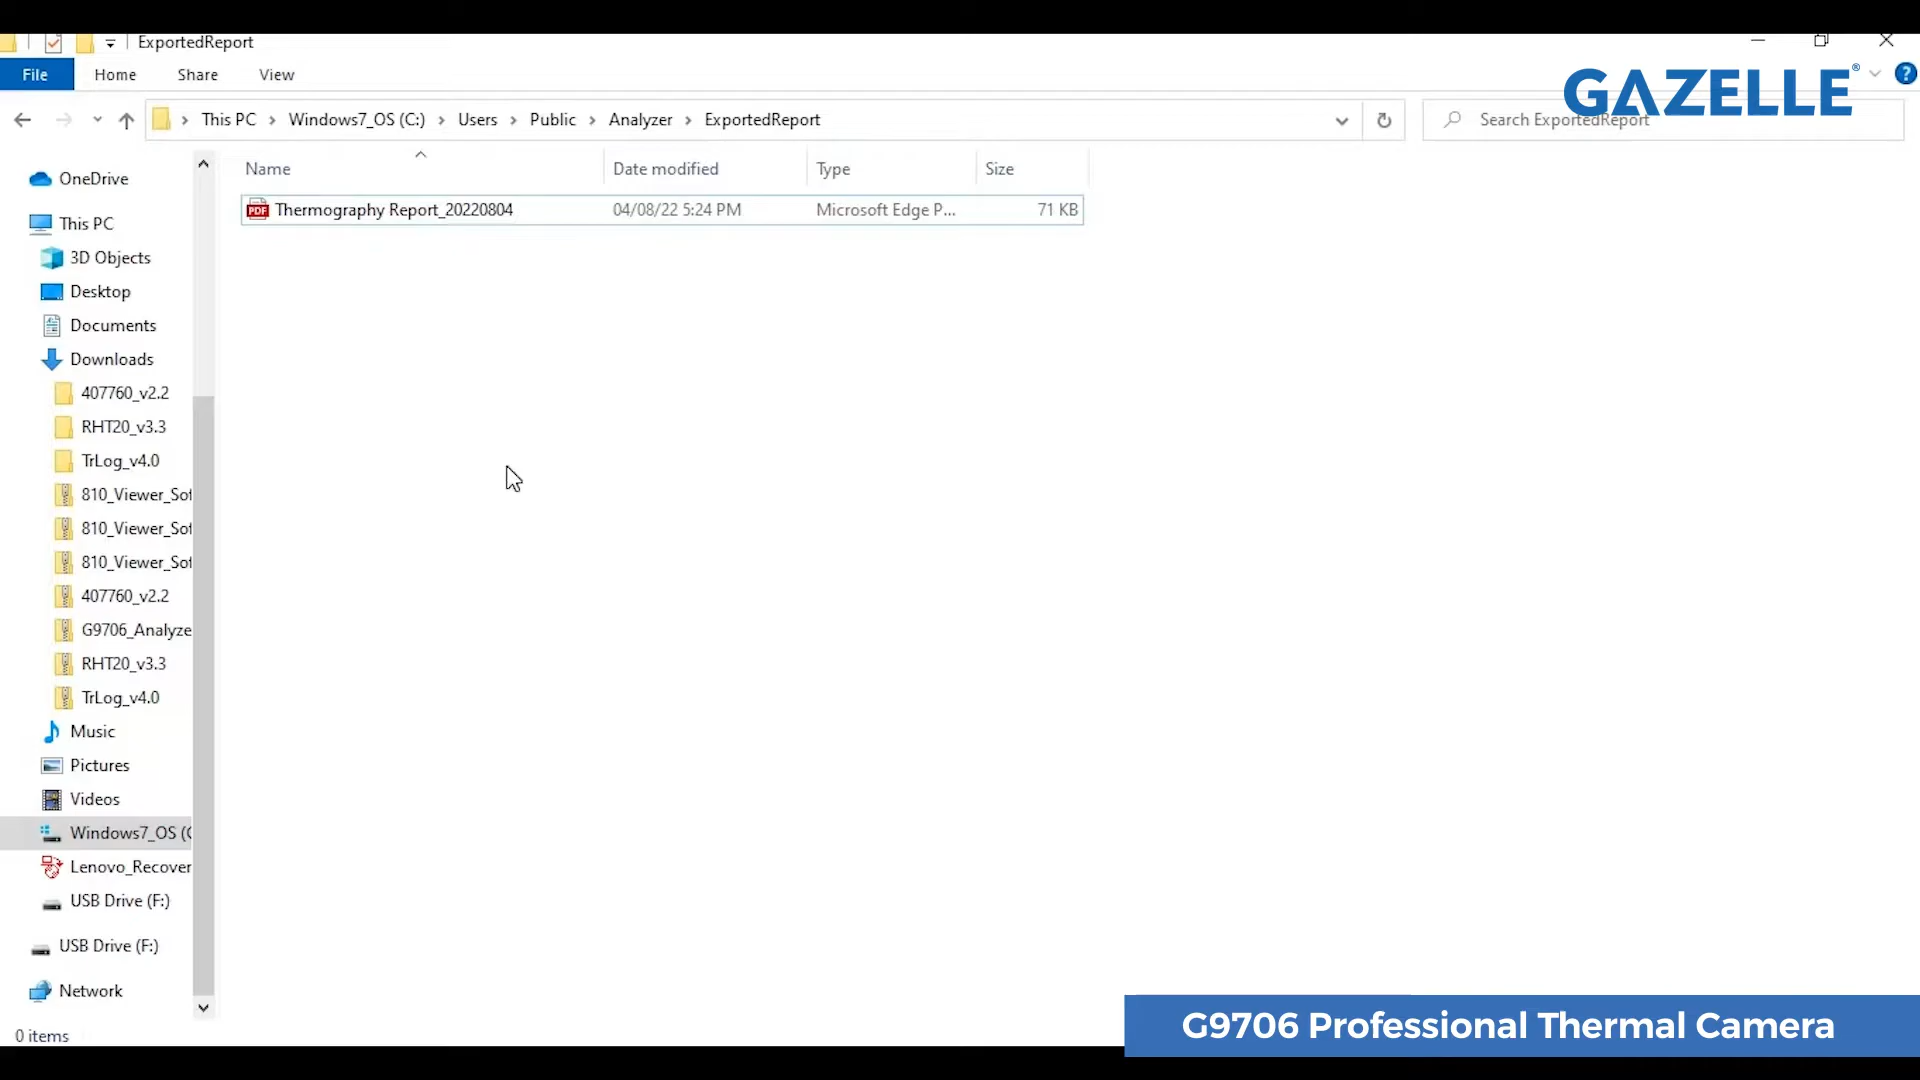 ExportedReport
File Home Share View
GAZELLE®
This PC > Windows7_OS (C:) > Users > Public > Analyzer > ExportedReport
Search ExportedReport
Name Date modified Type Size
Thermography Report_20220804 04/08/22 5:24 PM Microsoft Edge P... 71 KB
PDF
OneDrive
This PC
3D Objects
Desktop
Documents
Downloads
407760_v2.2
RHT20_v3.3
TrLog_v4.0
810_Viewer_Sof
810_Viewer_Sof
810_Viewer_Sof
407760_v2.2
G9706_Analyze
RHT20_v3.3
TrLog_v4.0
Music
Pictures
Videos
Windows7_OS (C
Lenovo_Recover
USB Drive (F:)
USB Drive (F:)
Network
0 items
G9706 Professional Thermal Camera